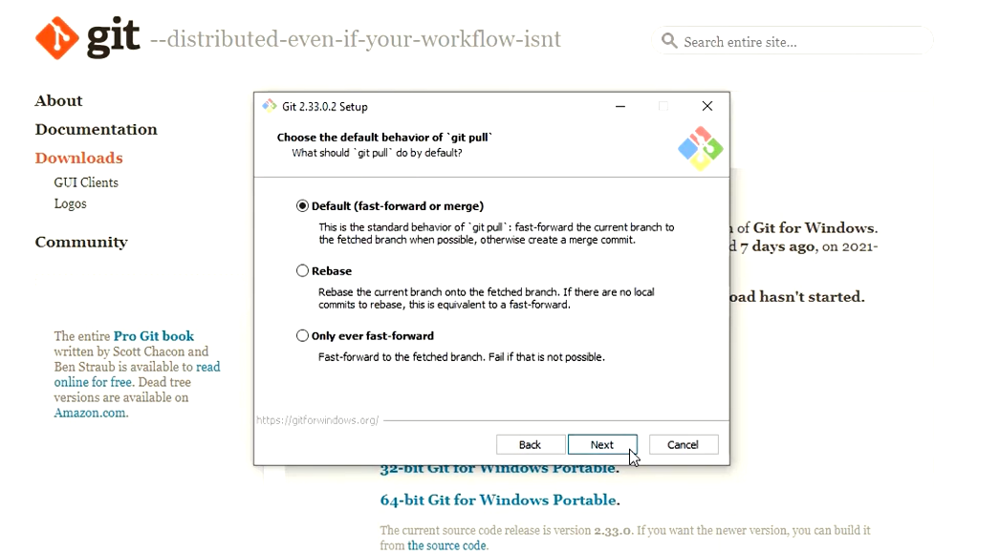 git --distributed-even-if-your-workflow-isnt
Search entire site...
About
Documentation
Downloads
GUI Clients
Logos
Community
The entire Pro Git book
written by Scott Chacon and
Ben Straub is available to read
online for free. Dead tree
versions are available on
Amazon.com.
Git 2.33.0.2 Setup
Choose the default behavior of `git pull`
What should `git pull` do by default?
Default (fast-forward or merge)
This is the standard behavior of `git pull`: fast-forward the current branch to
the fetched branch when possible, otherwise create a merge commit.
Rebase
Rebase the current branch onto the fetched branch. If there are no local
commits to rebase, this is equivalent to a fast-forward.
Only ever fast-forward
Fast-forward to the fetched branch. Fail if that is not possible.
https://gitforwindows.org/
Back
Next
Cancel
of Git for Windows.
7 days ago, on 2021-
hasn't started.
32-bit Git for Windows Portable.
64-bit Git for Windows Portable.
The current source code release is version 2.33.0. If you want the newer version, you can build it
from the source code.